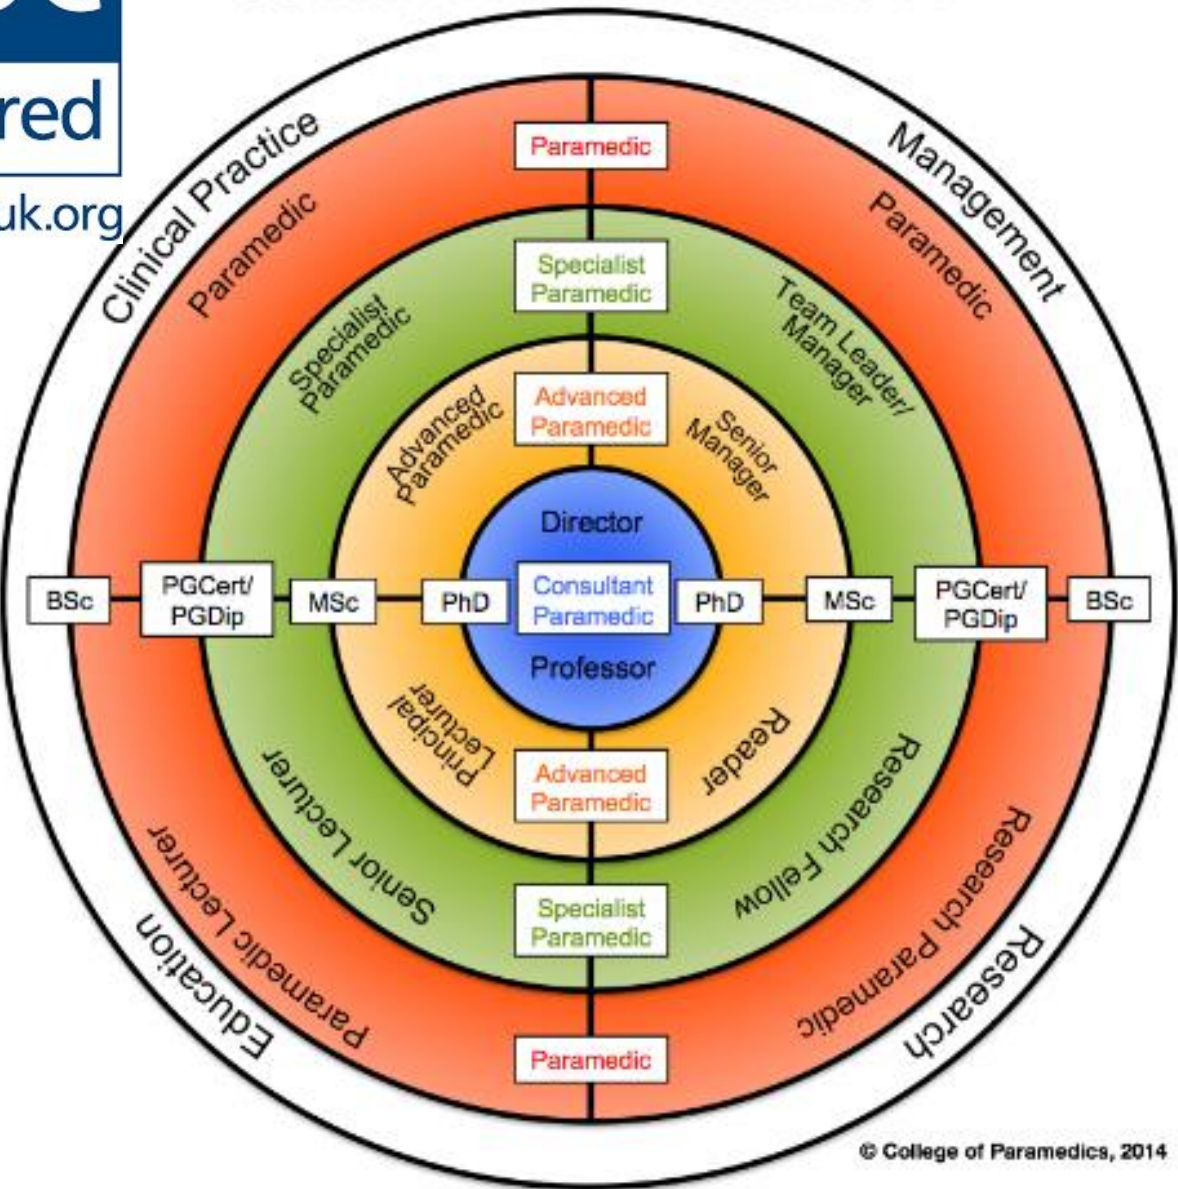 red
uk.org
Clinical Practice
Management
Paramedic
Paramedic
Paramedic
Specialist
Paramedic
Specialist
Paramedic
Team Leader/
Manager
Advanced
Paramedic
Advanced
Paramedic
Senior
Manager
Director
BSc
PGCert/
PGDip
MSc
PhD
Consultant
Paramedic
PhD
MSc
PGCert/
PGDip
BSc
Professor
Principal
Lecturer
Reader
Advanced
Paramedic
Senior Lecturer
Research Fellow
Specialist
Paramedic
Paramedic Lecturer
Research Paramedic
Education
Research
Paramedic
© College of Paramedics, 2014